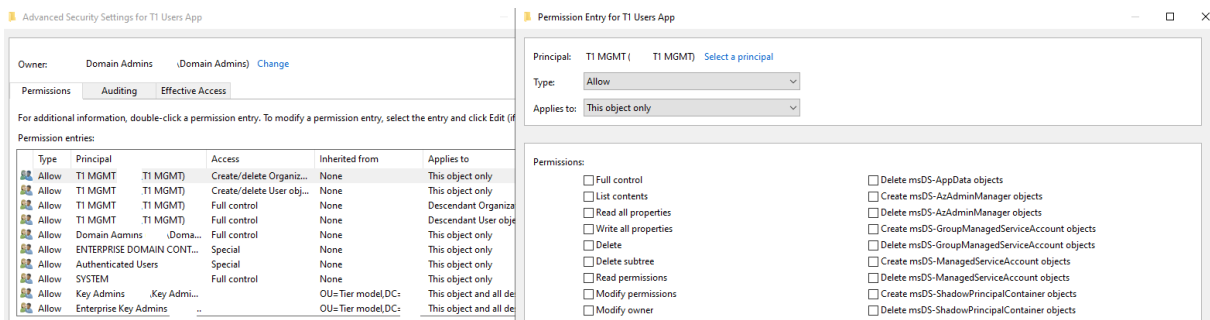 Advanced Security Settings for T1 Users App
Owner: Domain Admins \Domain Admins) Change
Permissions Auditing Effective Access
For additional information, double-click a permission entry. To modify a permission entry, select the entry and click Edit (if
Permission entries:
Type Principal Access Inherited from Applies to
Allow T1 MGMT T1 MGMT) Create/delete Organiz... None This object only
Allow T1 MGMT T1 MGMT) Create/delete User obj... None This object only
Allow T1 MGMT T1 MGMT) Full control None Descendant Organiza
Allow T1 MGMT T1 MGMT) Full control None Descendant User obje
Allow Domain Admins \Doma... Full control None This object only
Allow ENTERPRISE DOMAIN CONT... Special None This object only
Allow Authenticated Users Special None This object only
Allow SYSTEM Full control None This object only
Allow Key Admins \Key Admi... OU=Tier model,DC= This object and all des
Allow Enterprise Key Admins .. OU=Tier model,DC= This object and all des
Permission Entry for T1 Users App
Principal: T1 MGMT ( T1 MGMT) Select a principal
Type: Allow
Applies to: This object only
Permissions:
Full control
List contents
Read all properties
Write all properties
Delete
Delete subtree
Read permissions
Modify permissions
Modify owner
Delete msDS-AppData objects
Create msDS-AzAdminManager objects
Delete msDS-AzAdminManager objects
Create msDS-GroupManagedServiceAccount objects
Delete msDS-GroupManagedServiceAccount objects
Create msDS-ManagedServiceAccount objects
Delete msDS-ManagedServiceAccount objects
Create msDS-ShadowPrincipalContainer objects
Delete msDS-ShadowPrincipalContainer objects